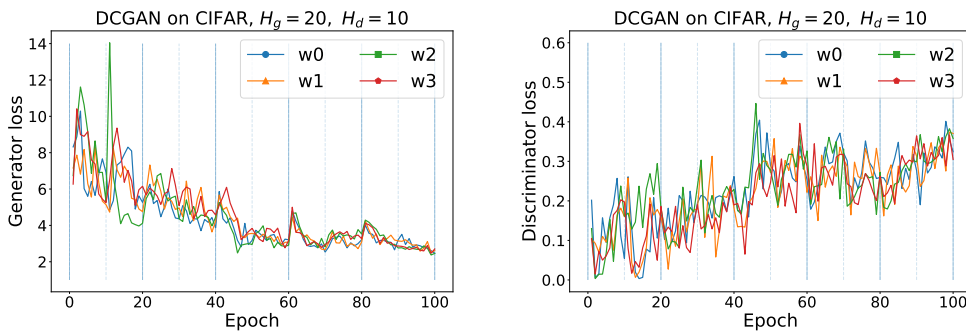 DCGAN on CIFAR, H_g = 20, H_d = 10
14
12
10
8
6
4
2
Generator loss
w0
w2
w1
w3
0 20 40 60 80 100
Epoch
DCGAN on CIFAR, H_g = 20, H_d = 10
0.6
0.5
0.4
0.3
0.2
0.1
0.0
Discriminator loss
w0
w2
w1
w3
0 20 40 60 80 100
Epoch